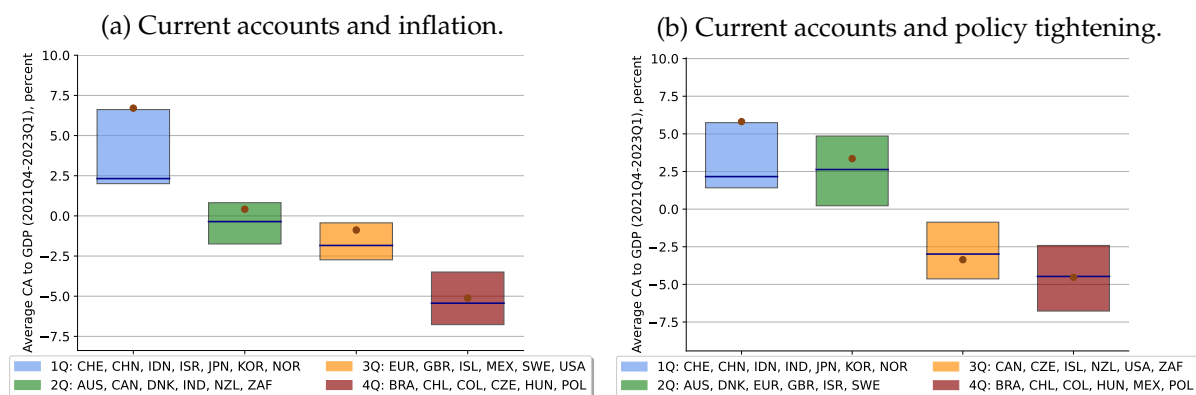 (a) Current accounts and inflation.
Average CA to GDP (2021Q4-2023Q1), percent
10.0
7.5
5.0
2.5
0.0
−2.5
−5.0
−7.5
1Q: CHE, CHN, IDN, ISR, JPN, KOR, NOR
2Q: AUS, CAN, DNK, IND, NZL, ZAF
3Q: EUR, GBR, ISL, MEX, SWE, USA
4Q: BRA, CHL, COL, CZE, HUN, POL
(b) Current accounts and policy tightening.
Average CA to GDP (2021Q4-2023Q1), percent
10.0
7.5
5.0
2.5
0.0
−2.5
−5.0
−7.5
1Q: CHE, CHN, IDN, IND, JPN, KOR, NOR
2Q: AUS, DNK, EUR, GBR, ISR, SWE
3Q: CAN, CZE, ISL, NZL, USA, ZAF
4Q: BRA, CHL, COL, HUN, MEX, POL